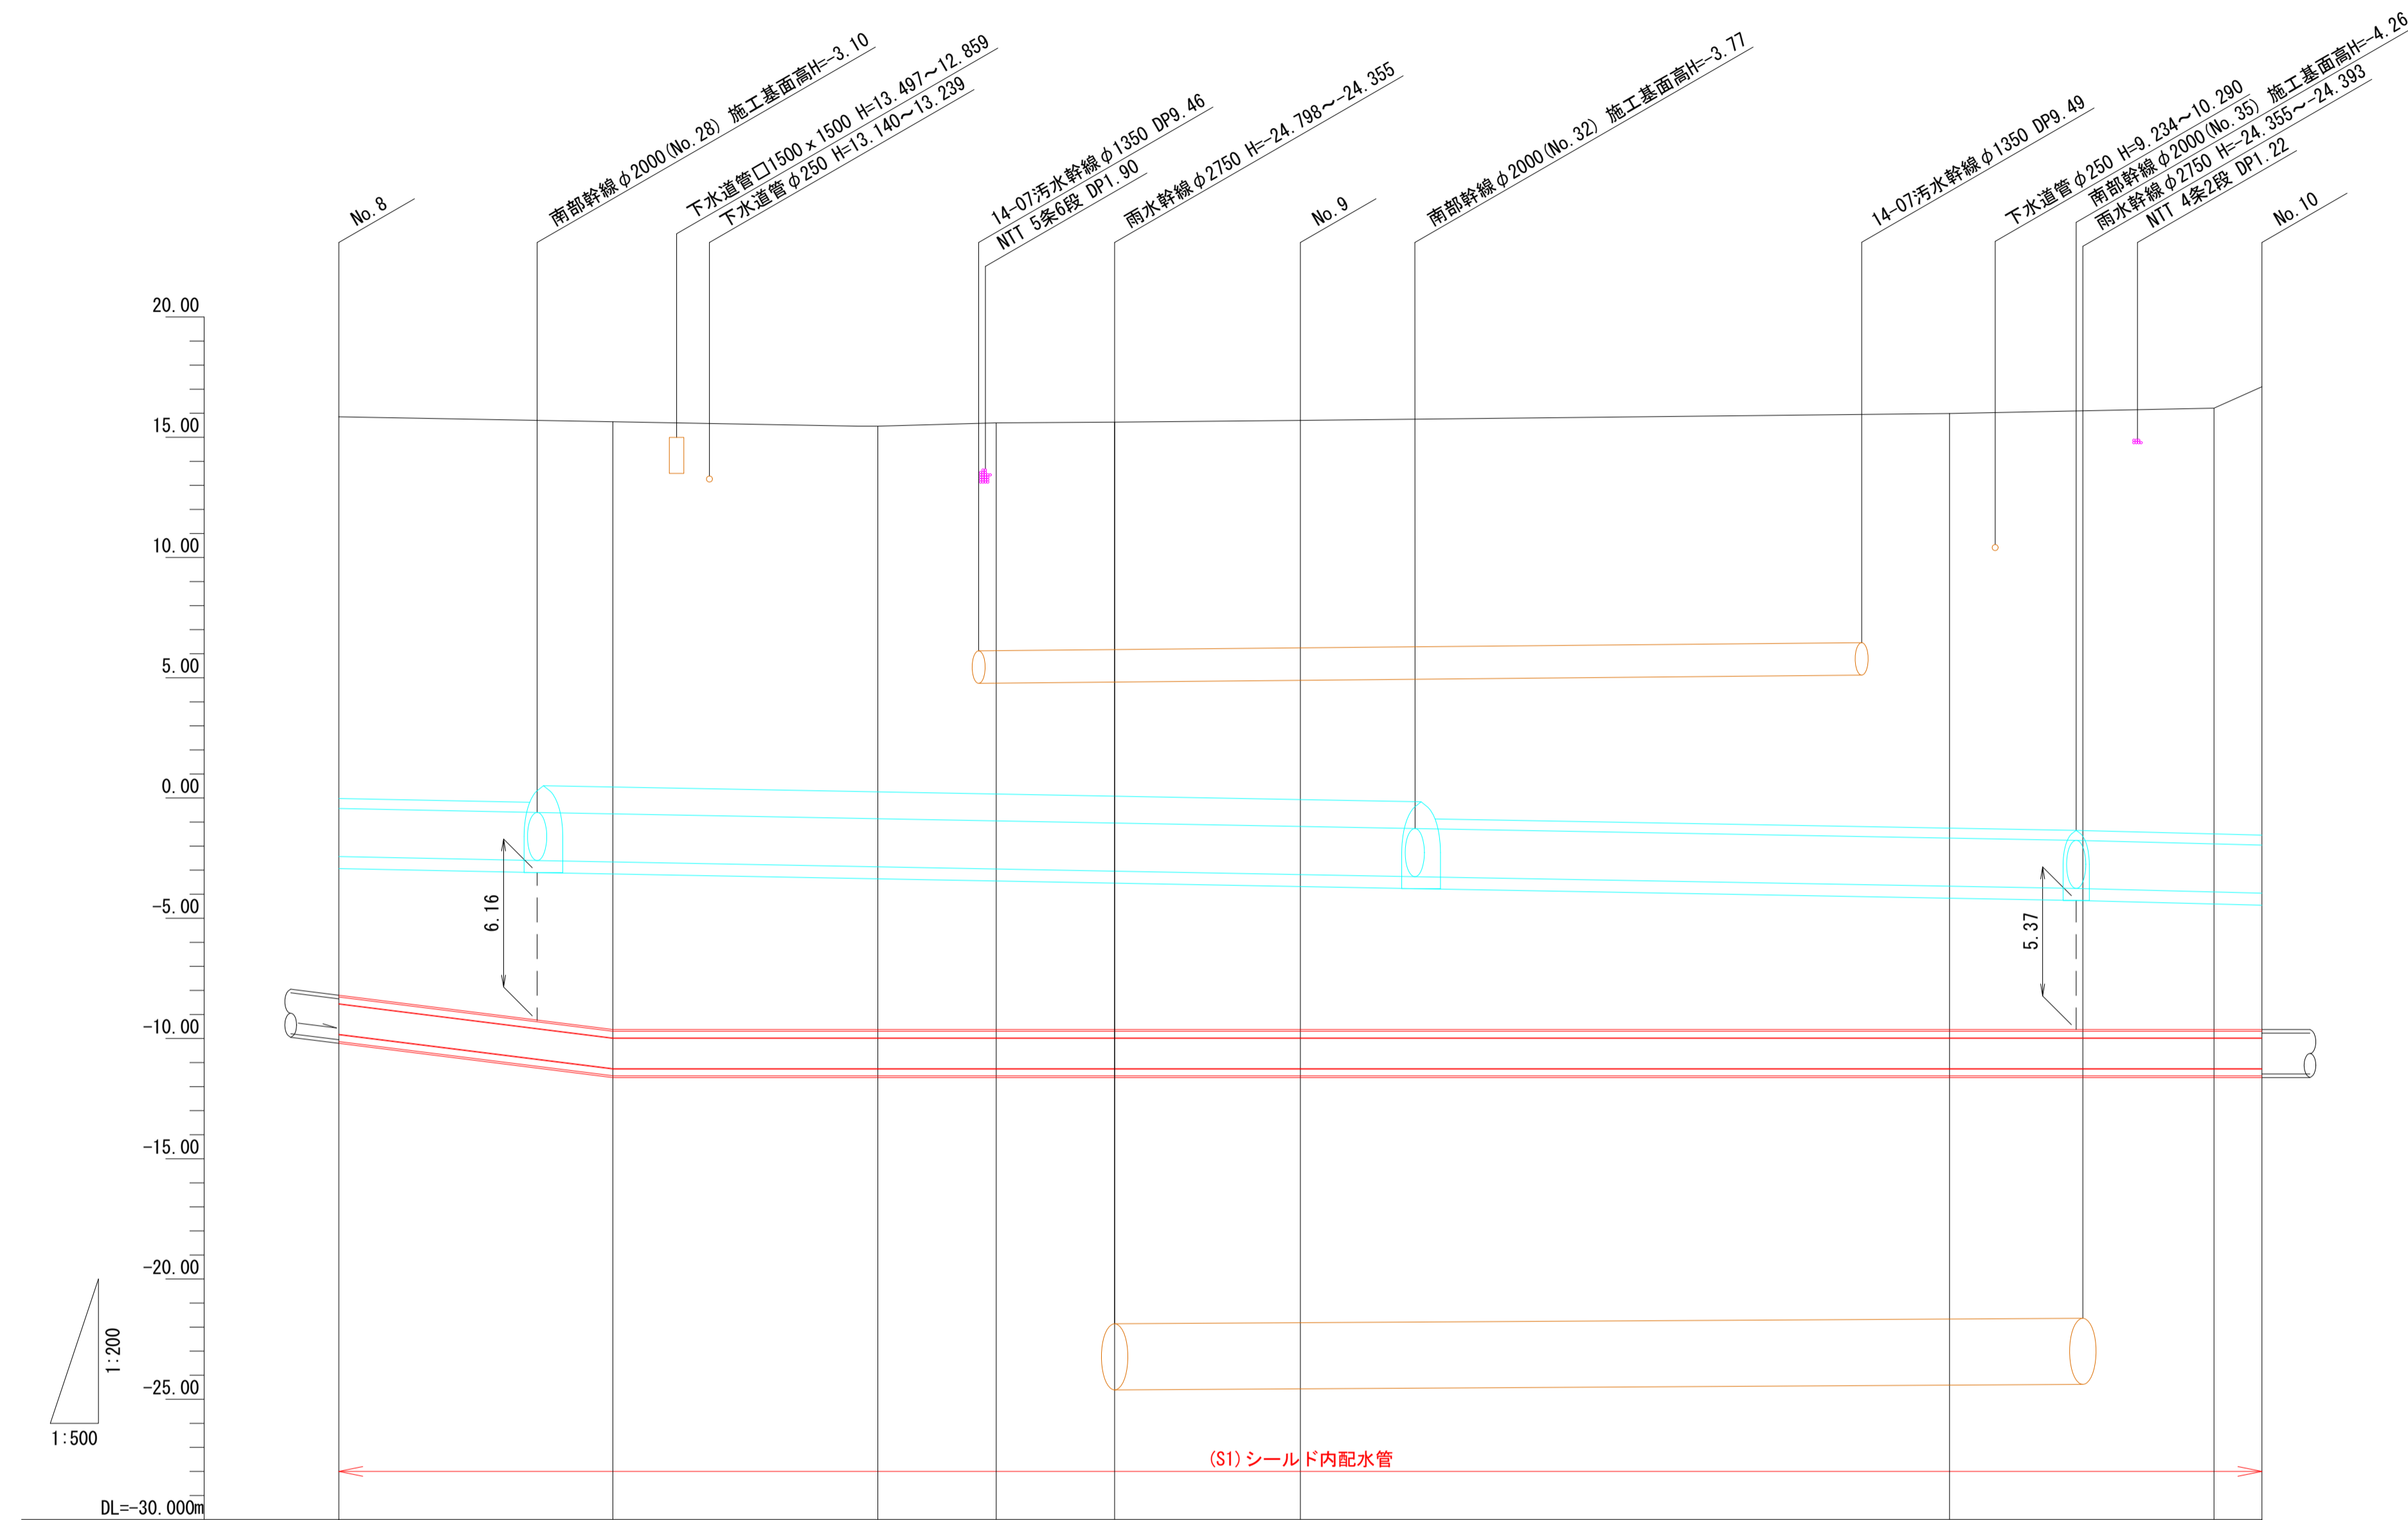 No.8
南部幹線φ2000(No.28) 施工基面高H=-3.10
下水道管□1500x1500 H=13.497～12.859
下水道管φ250 H=13.140～13.239
14-07汚水幹線φ1350 DP9.46
NTT 5条6段 DP1.90
雨水幹線φ2750 H=-24.798～-24.355
No.9
南部幹線φ2000(No.32) 施工基面高H=-3.77
14-07汚水幹線φ1350 DP9.49
下水道管φ250 H=9.234～10.290
南部幹線φ2000(No.35) 施工基面高H=-4.26
雨水幹線φ2750 H=-24.355～-24.393
NTT 4条2段 DP1.22
No.10
20.00
15.00
10.00
5.00
0.00
-5.00
-10.00
-15.00
-20.00
-25.00
DL=-30.000m
6.16
5.37
1:200
1:500
(S1)シールド内配水管